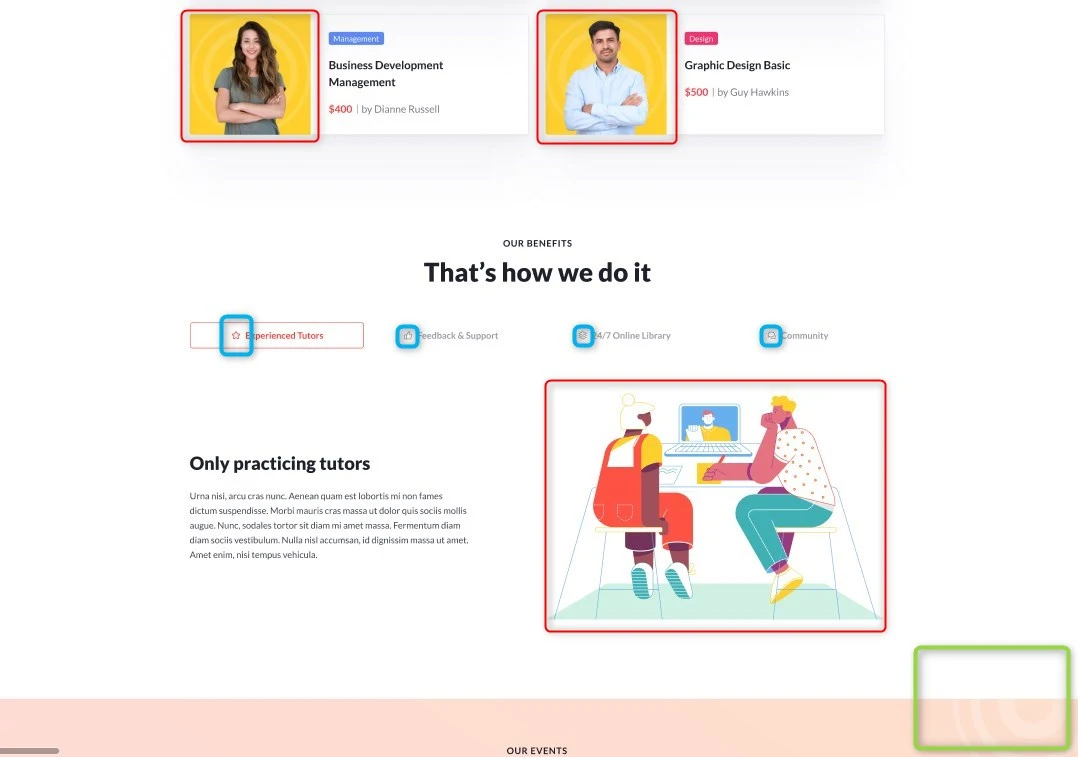 Management
Business Development
Management
$400 | by Dianne Russell
Design
Graphic Design Basic
$500 | by Guy Hawkins
OUR BENEFITS
That’s how we do it
Experienced Tutors
Feedback & Support
24/7 Online Library
Community
Only practicing tutors
Urna nisi, arcu cras nunc. Aenean quam est lobortis mi non fames
dictum suspendisse. Morbi mauris cras massa ut dolor quis sociis mollis
augue. Nunc, sodales tortor sit diam mi amet massa. Fermentum diam
diam sociis vestibulum. Nulla nisl accumsan, id dignissim massa ut amet.
Amet enim, nisi tempus vehicula.
OUR EVENTS